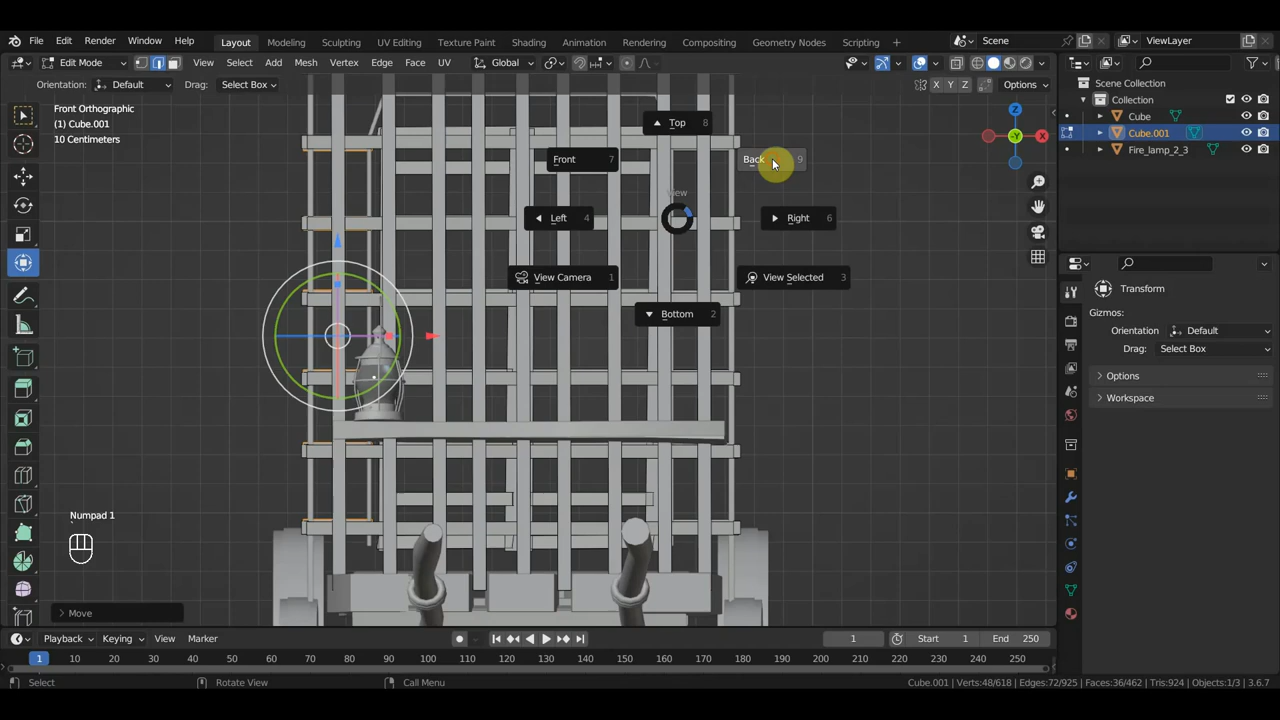 File Edit Render Window Help Layout Modeling Sculpting UV Editing Texture Paint Shading Animation Rendering Compositing Geometry Nodes Scripting + Scene ViewLayer
Edit Mode View Select Add Mesh Vertex Edge Face UV Global
Orientation: Default Drag: Select Box X Y Z Options
Front Orthographic
(1) Cube.001
10 Centimeters
Top 8
Front 7
Back 9
View
Left 4
Right 6
View Camera 1
View Selected 3
Bottom 2
Z
X
-Y
Numpad 1
Move
Scene Collection
Collection
Cube
Cube.001
Fire_lamp_2_3
Transform
Gizmos:
Orientation Default
Drag: Select Box
Options
Workspace
Playback Keying View Marker 1 Start 1 End 250
1 10 20 30 40 50 60 70 80 90 100 110 120 130 140 150 160 170 180 190 200 210 220 230 240 250
Select Rotate View Call Menu Cube.001 | Verts:48/618 | Edges:72/925 | Faces:36/462 | Tris:924 | Objects:1/3 | 3.6.7